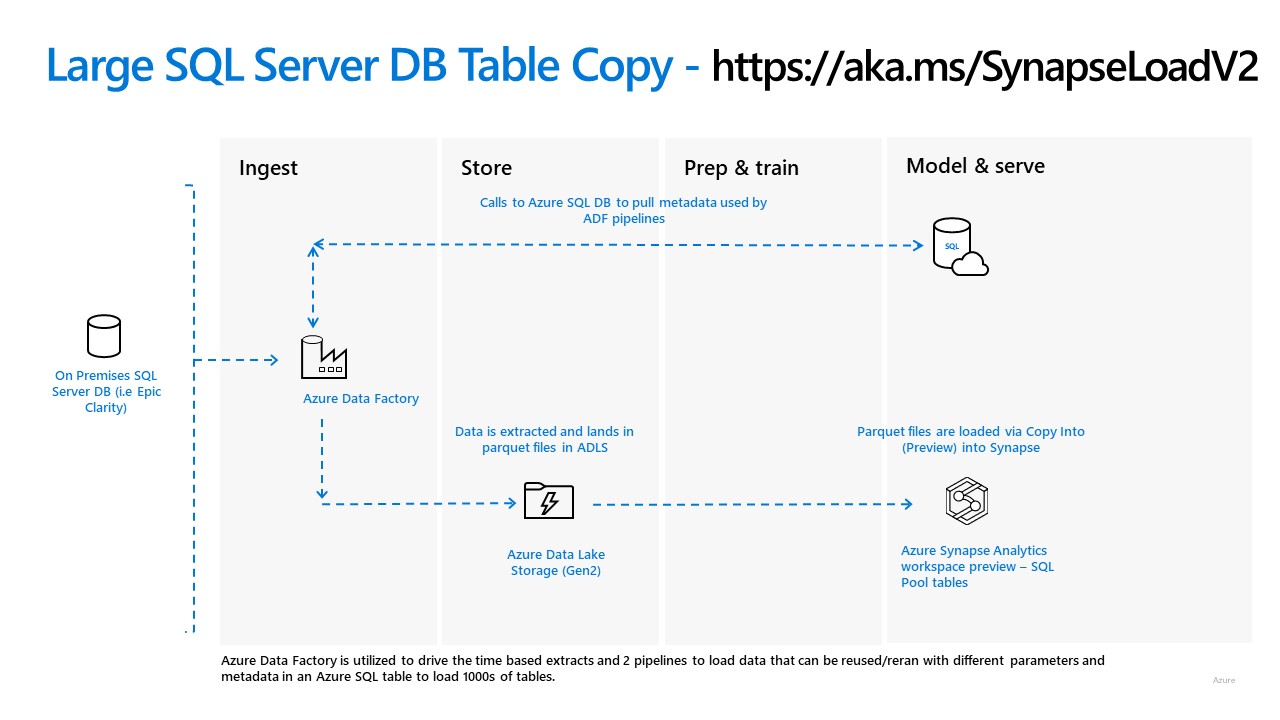 Large SQL Server DB Table Copy - https://aka.ms/SynapseLoadV2
Ingest
Store
Prep & train
Model & serve
Calls to Azure SQL DB to pull metadata used by
ADF pipelines
SQL
On Premises SQL
Server DB (i.e Epic
Clarity)
Azure Data Factory
Data is extracted and lands in
parquet files in ADLS
Parquet files are loaded via Copy Into
(Preview) into Synapse
Azure Data Lake
Storage (Gen2)
Azure Synapse Analytics
workspace preview – SQL
Pool tables
Azure Data Factory is utilized to drive the time based extracts and 2 pipelines to load data that can be reused/reran with different parameters and
metadata in an Azure SQL table to load 1000s of tables.
Azure